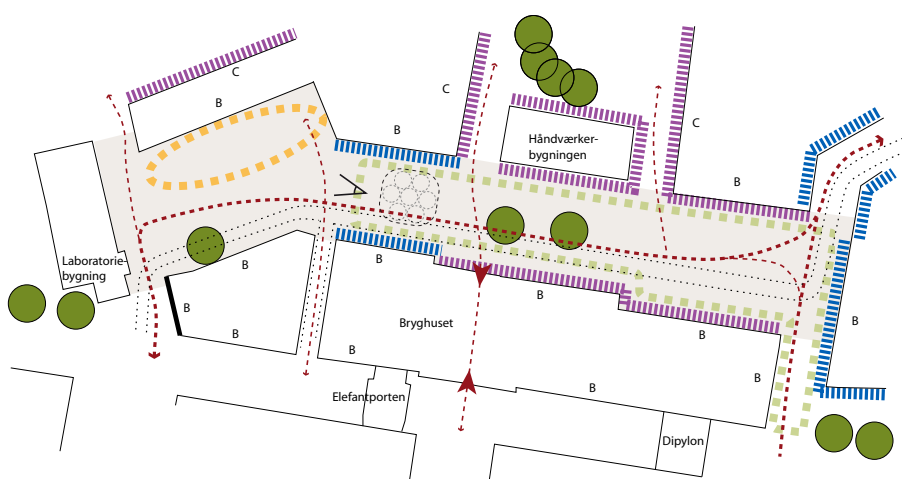 C
B
C
B
Håndværker-
bygningen
C
B
Laboratorie-
bygning
B
B
B
B
B
B
B
Bryghuset
B
B
B
B
Elefantporten
Dipylon